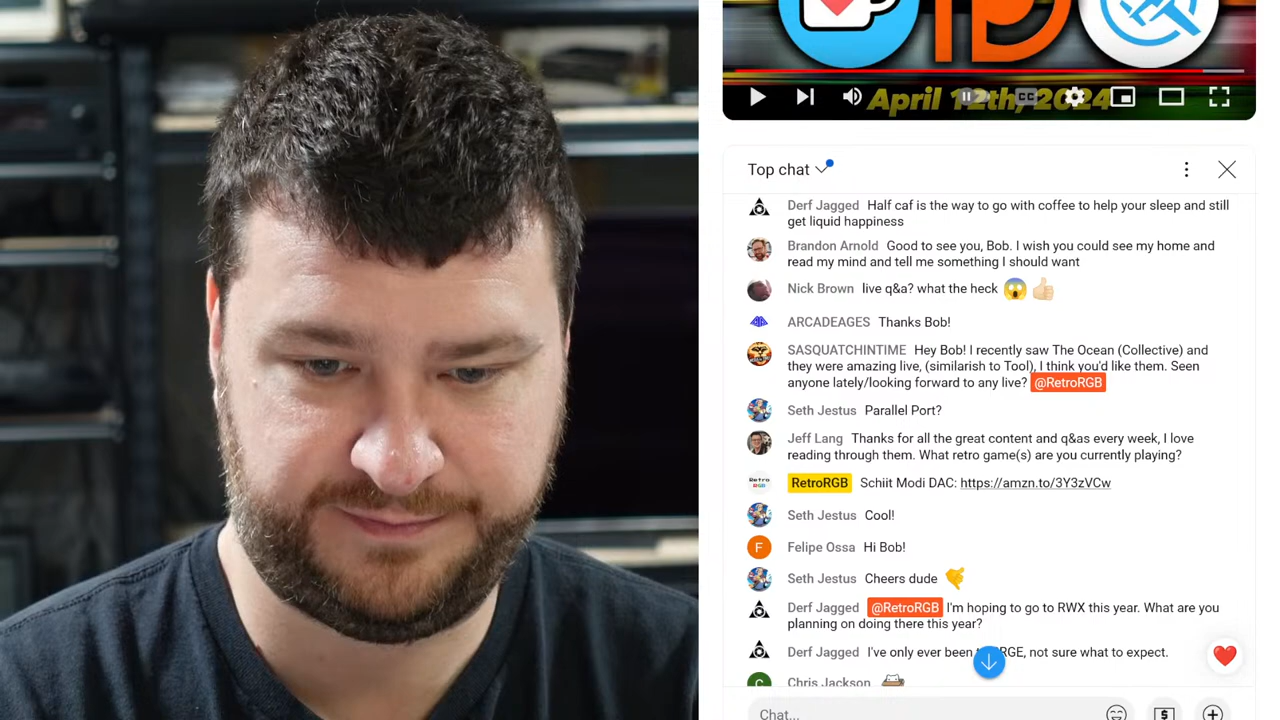 April 12th, 2024
Top chat
Derf Jagged Half caf is the way to go with coffee to help your sleep and still
get liquid happiness
Brandon Arnold Good to see you, Bob. I wish you could see my home and
read my mind and tell me something I should want
Nick Brown live q&a? what the heck 😱👍🏻
ARCADEAGES Thanks Bob!
SASQUATCHINTIME Hey Bob! I recently saw The Ocean (Collective) and
they were amazing live, (similarish to Tool), I think you'd like them. Seen
anyone lately/looking forward to any live? @RetroRGB
Seth Jestus Parallel Port?
Jeff Lang Thanks for all the great content and q&as every week, I love
reading through them. What retro game(s) are you currently playing?
Retro RGB RetroRGB Schiit Modi DAC: https://amzn.to/3Y3zVCw
Seth Jestus Cool!
F Felipe Ossa Hi Bob!
Seth Jestus Cheers dude 🤙
Derf Jagged @RetroRGB I'm hoping to go to RWX this year. What are you
planning on doing there this year?
Derf Jagged I've only ever been RGE, not sure what to expect.
C Chris Jackson
Chat...